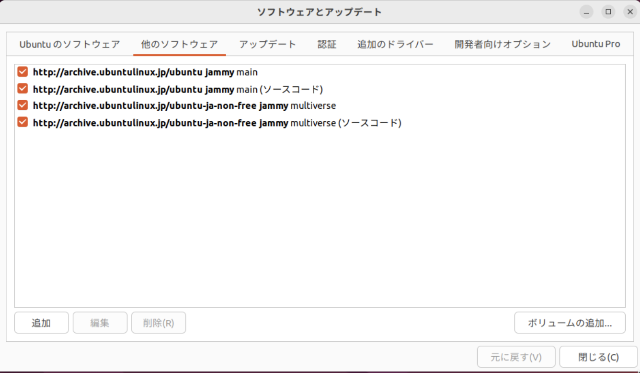 ソフトウェアとアップデート
Ubuntu のソフトウェア 他のソフトウェア アップデート 認証 追加のドライバー 開発者向けオプション Ubuntu Pro
http://archive.ubuntulinux.jp/ubuntu jammy main
http://archive.ubuntulinux.jp/ubuntu jammy main (ソースコード)
http://archive.ubuntulinux.jp/ubuntu-ja-non-free jammy multiverse
http://archive.ubuntulinux.jp/ubuntu-ja-non-free jammy multiverse (ソースコード)
追加 編集 削除(R) ボリュームの追加...
元に戻す(V) 閉じる(C)